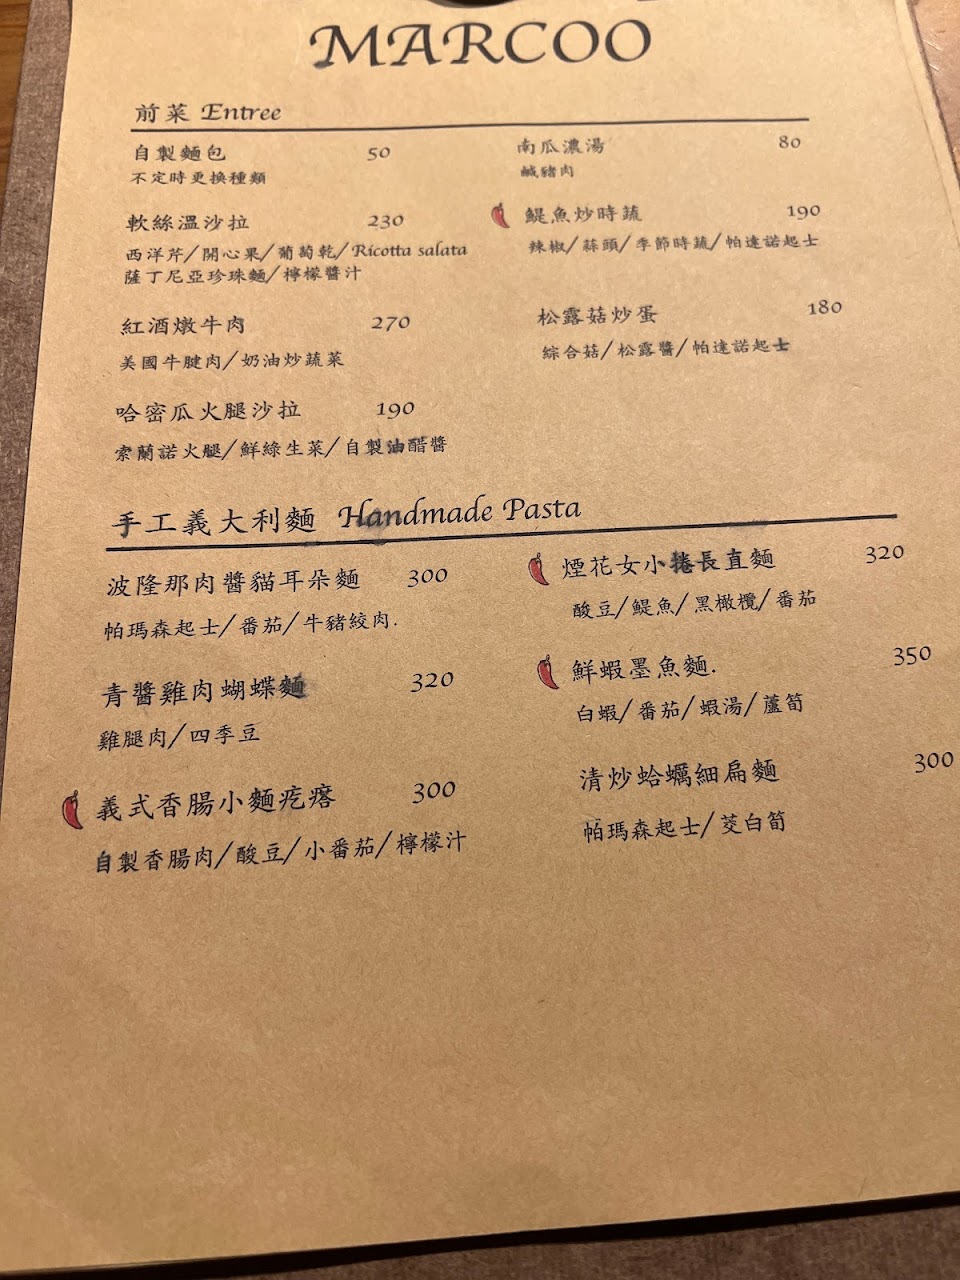 MARCOO
前菜 Entree
自製麵包 50
不定時更換種類
軟絲溫沙拉 230
西洋芹/開心果/葡萄乾/Ricotta salata
薩丁尼亞珍珠麵/檸檬醬汁
紅酒燉牛肉 270
美國牛腱肉/奶油炒蔬菜
哈密瓜火腿沙拉 190
索蘭諾火腿/鮮綠生菜/自製油醋醬
南瓜濃湯 80
鹹豬肉
鯷魚炒時蔬 190
辣椒/蒜頭/季節時蔬/帕達諾起士
松露菇炒蛋 180
綜合菇/松露醬/帕達諾起士
手工義大利麵 Handmade Pasta
波隆那肉醬貓耳朵麵 300
帕瑪森起士/番茄/牛豬絞肉.
青醬雞肉蝴蝶麵 320
雞腿肉/四季豆
義式香腸小麵疙瘩 300
自製香腸肉/酸豆/小番茄/檸檬汁
煙花女小捲長直麵 320
酸豆/鯷魚/黑橄欖/番茄
鮮蝦墨魚麵. 350
白蝦/番茄/蝦湯/蘆筍
清炒蛤蠣細扁麵 300
帕瑪森起士/茭白筍